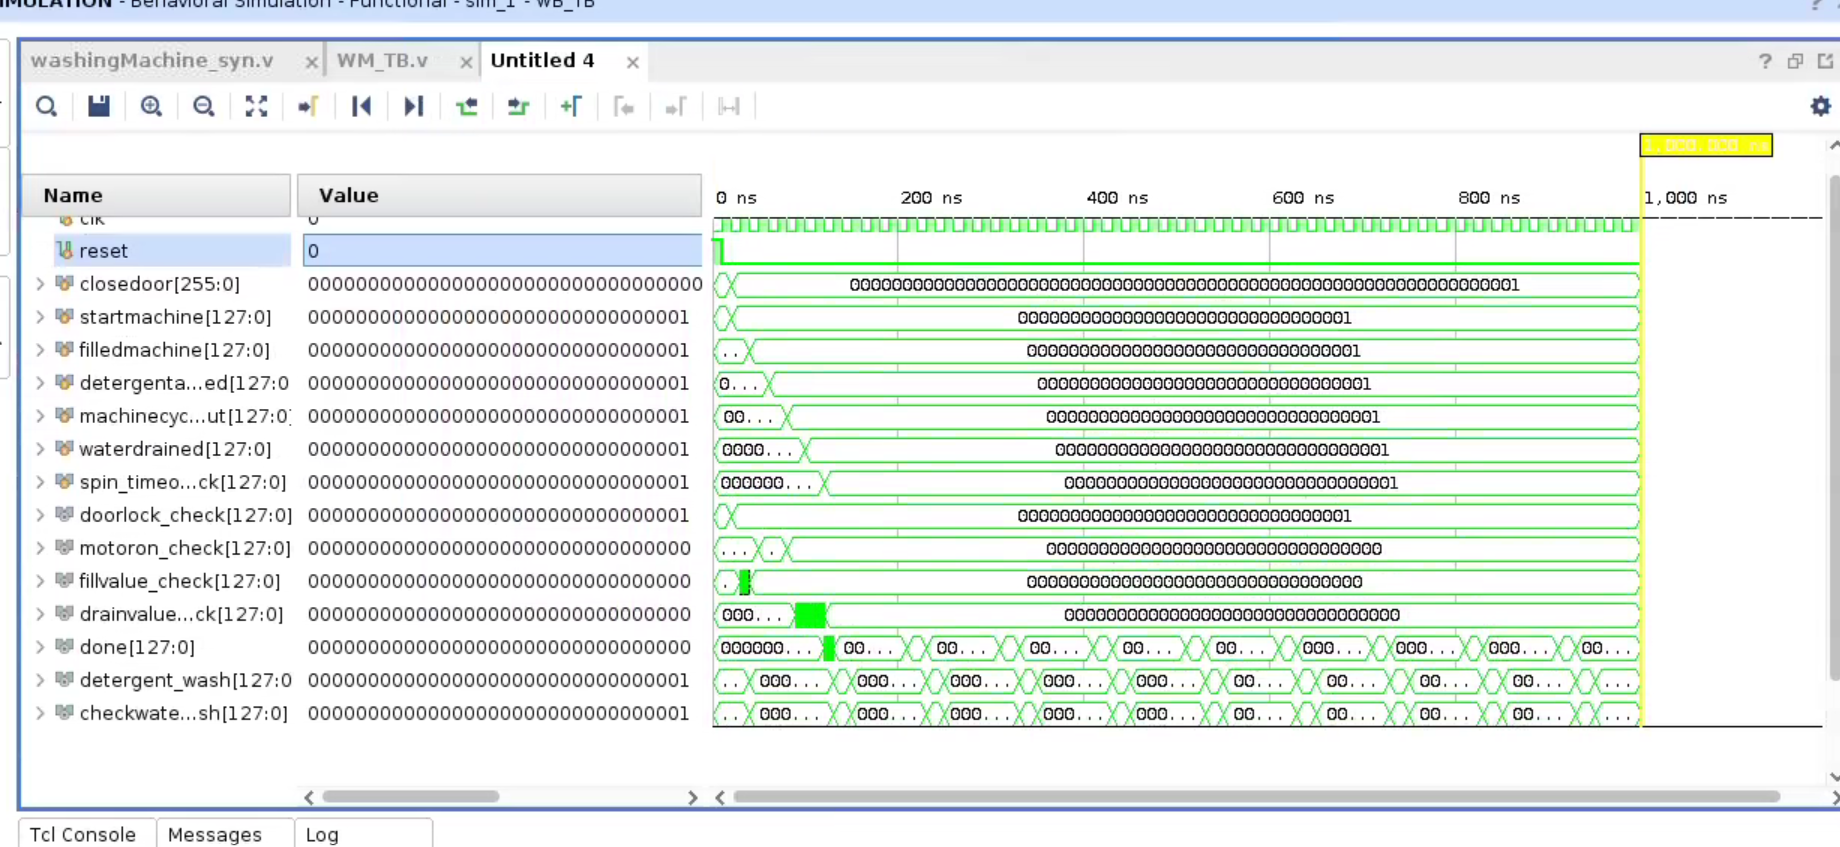 IMULATION - Behavioral Simulation - Functional - sim_1 - WB_TB
washingMachine_syn.v
WM_TB.v
Untitled 4
1,000.000 ns
Name
Value
0 ns 200 ns 400 ns 600 ns 800 ns 1,000 ns
clk 0
reset 0
closedoor[255:0] 000000000000000000000000000000000 0000000000000000000000000000000000000000000000000000000000000001
startmachine[127:0] 00000000000000000000000000000001 00000000000000000000000000000001
filledmachine[127:0] 00000000000000000000000000000001 .. 00000000000000000000000000000001
detergenta...ed[127:0 00000000000000000000000000000001 0... 00000000000000000000000000000001
machinecyc...ut[127:0] 00000000000000000000000000000001 00... 00000000000000000000000000000001
waterdrained[127:0] 00000000000000000000000000000001 0000... 00000000000000000000000000000001
spin_timeo...ck[127:0] 00000000000000000000000000000001 000000... 00000000000000000000000000000001
doorlock_check[127:0] 00000000000000000000000000000001 00000000000000000000000000000001
motoron_check[127:0] 00000000000000000000000000000000 ... . 00000000000000000000000000000000
fillvalue_check[127:0] 00000000000000000000000000000000 . 00000000000000000000000000000000
drainvalue...ck[127:0] 00000000000000000000000000000000 000... 00000000000000000000000000000000
done[127:0] 00000000000000000000000000000000 000000... 00... 00... 00... 00... 00... 000... 000... 000... 00...
detergent_wash[127:0 00000000000000000000000000000001 .. 000... 000... 000... 000... 000... 00... 00... 00... 00... ...
checkwate...sh[127:0] 00000000000000000000000000000001 .. 000... 000... 000... 000... 000... 00... 00... 00... 00... ...
Tcl Console
Messages
Log